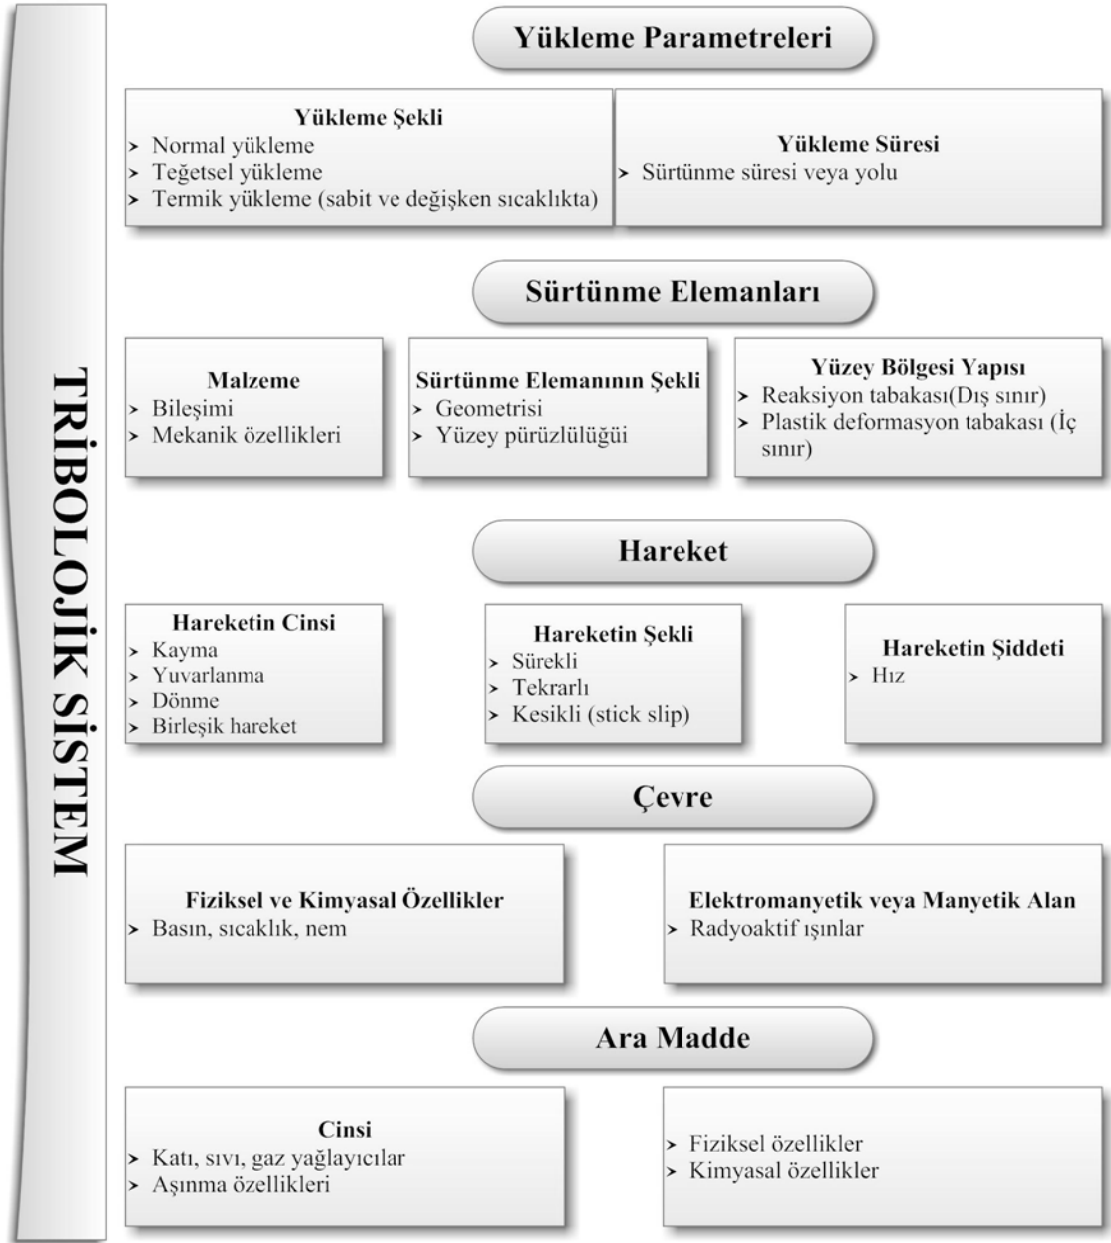 TRİBOLOJİK SİSTEM
Yükleme Parametreleri
Yükleme Şekli
➤ Normal yükleme
➤ Teğetsel yükleme
➤ Termik yükleme (sabit ve değişken sıcaklıkta)
Yükleme Süresi
➤ Sürtünme süresi veya yolu
Sürtünme Elemanları
Malzeme
➤ Bileşimi
➤ Mekanik özellikleri
Sürtünme Elemanının Şekli
➤ Geometrisi
➤ Yüzey pürüzlülüğüi
Yüzey Bölgesi Yapısı
➤ Reaksiyon tabakası(Dış sınır)
➤ Plastik deformasyon tabakası (İç
sınır)
Hareket
Hareketin Cinsi
➤ Kayma
➤ Yuvarlanma
➤ Dönme
➤ Birleşik hareket
Hareketin Şekli
➤ Sürekli
➤ Tekrarlı
➤ Kesikli (stick slip)
Hareketin Şiddeti
➤ Hız
Çevre
Fiziksel ve Kimyasal Özellikler
➤ Basın, sıcaklık, nem
Elektromanyetik veya Manyetik Alan
➤ Radyoaktif ışınlar
Ara Madde
Cinsi
➤ Katı, sıvı, gaz yağlayıcılar
➤ Aşınma özellikleri
➤ Fiziksel özellikler
➤ Kimyasal özellikler